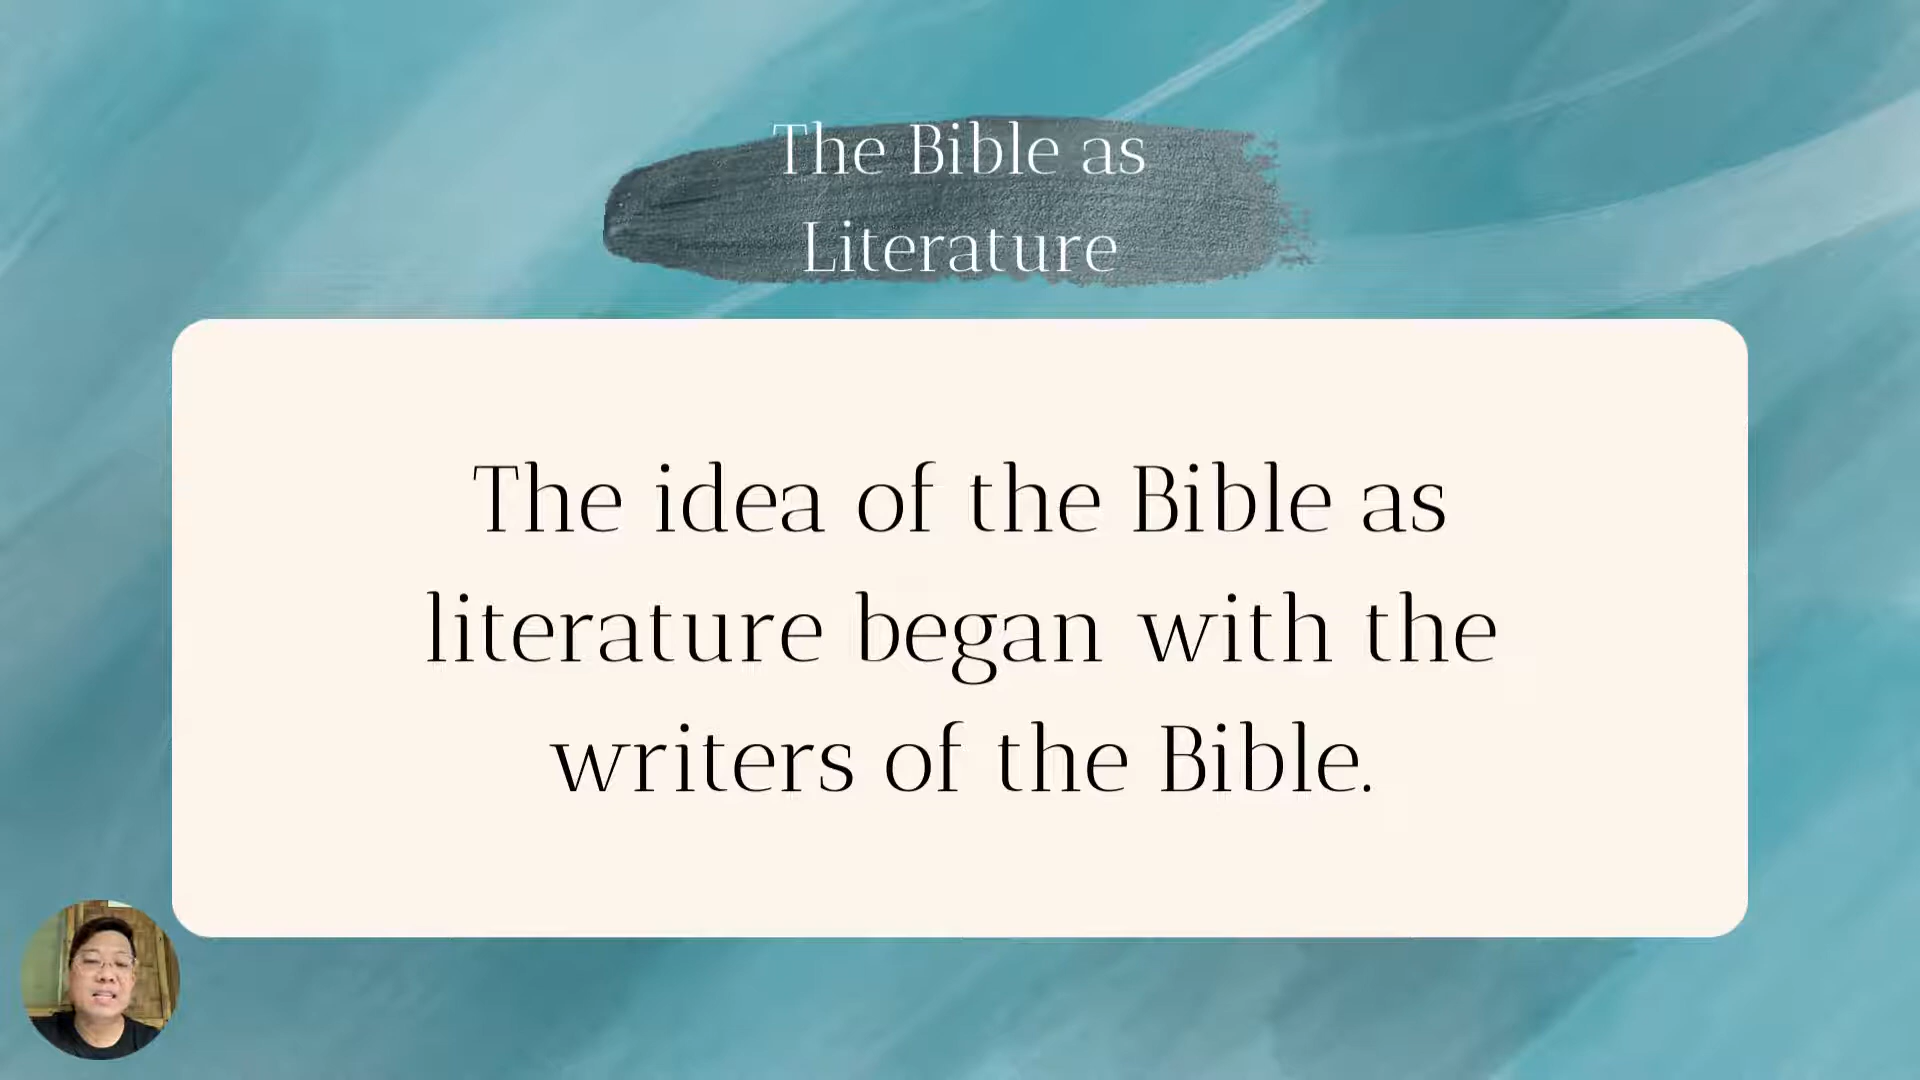 The Bible as
Literature
The idea of the Bible as
literature began with the
writers of the Bible.